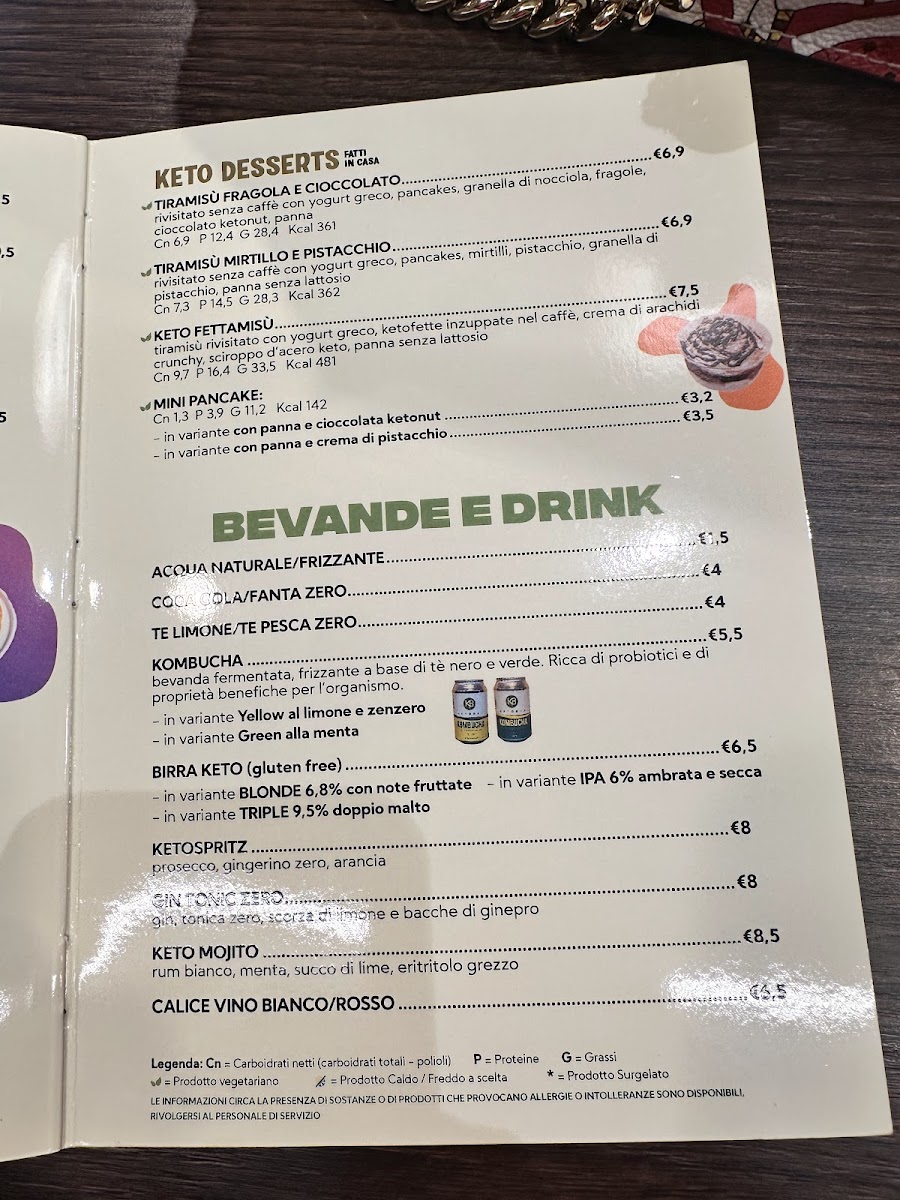 5
,5
5
KETO DESSERTS FATTI IN CASA
TIRAMISÙ FRAGOLA E CIOCCOLATO........€6,9
rivisitato senza caffè con yogurt greco, pancakes, granella di nocciola, fragole,
cioccolato ketonut, panna
Cn 6,9 P 12,4 G 28,4 Kcal 361
TIRAMISÙ MIRTILLO E PISTACCHIO........€6,9
rivisitato senza caffè con yogurt greco, pancakes, mirtilli, pistacchio, granella di
pistacchio, panna senza lattosio
Cn 7,3 P 14,5 G 28,3 Kcal 362
KETO FETTAMISÙ........€7,5
tiramisù rivisitato con yogurt greco, ketofette inzuppate nel caffè, crema di arachidi
crunchy, sciroppo d'acero keto, panna senza lattosio
Cn 9,7 P 16,4 G 33,5 Kcal 481
MINI PANCAKE:
Cn 1,3 P 3,9 G 11,2 Kcal 142
- in variante con panna e cioccolata ketonut ........€3,2
- in variante con panna e crema di pistacchio........€3,5
BEVANDE E DRINK
ACQUA NATURALE/FRIZZANTE........€1,5
COCA COLA/FANTA ZERO........€4
TE LIMONE/TE PESCA ZERO........€4
KOMBUCHA ........€5,5
bevanda fermentata, frizzante a base di tè nero e verde. Ricca di probiotici e di
proprietà benefiche per l'organismo.
- in variante Yellow al limone e zenzero
- in variante Green alla menta
KOMBUCHA
KOMBUCHA
BIRRA KETO (gluten free)........€6,5
- in variante BLONDE 6,8% con note fruttate - in variante IPA 6% ambrata e secca
- in variante TRIPLE 9,5% doppio malto
KETOSPRITZ ........€8
prosecco, gingerino zero, arancia
GIN TONIC ZERO........€8
gin, tonica zero, scorza di limone e bacche di ginepro
KETO MOJITO ........€8,5
rum bianco, menta, succo di lime, eritritolo grezzo
CALICE VINO BIANCO/ROSSO........€6,5
Legenda: Cn = Carboidrati netti (carboidrati totali - polioli) P = Proteine G = Grassi
= Prodotto vegetariano = Prodotto Caldo / Freddo a scelta * = Prodotto Surgelato
LE INFORMAZIONI CIRCA LA PRESENZA DI SOSTANZE O DI PRODOTTI CHE PROVOCANO ALLERGIE O INTOLLERANZE SONO DISPONIBILI,
RIVOLGERSI AL PERSONALE DI SERVIZIO